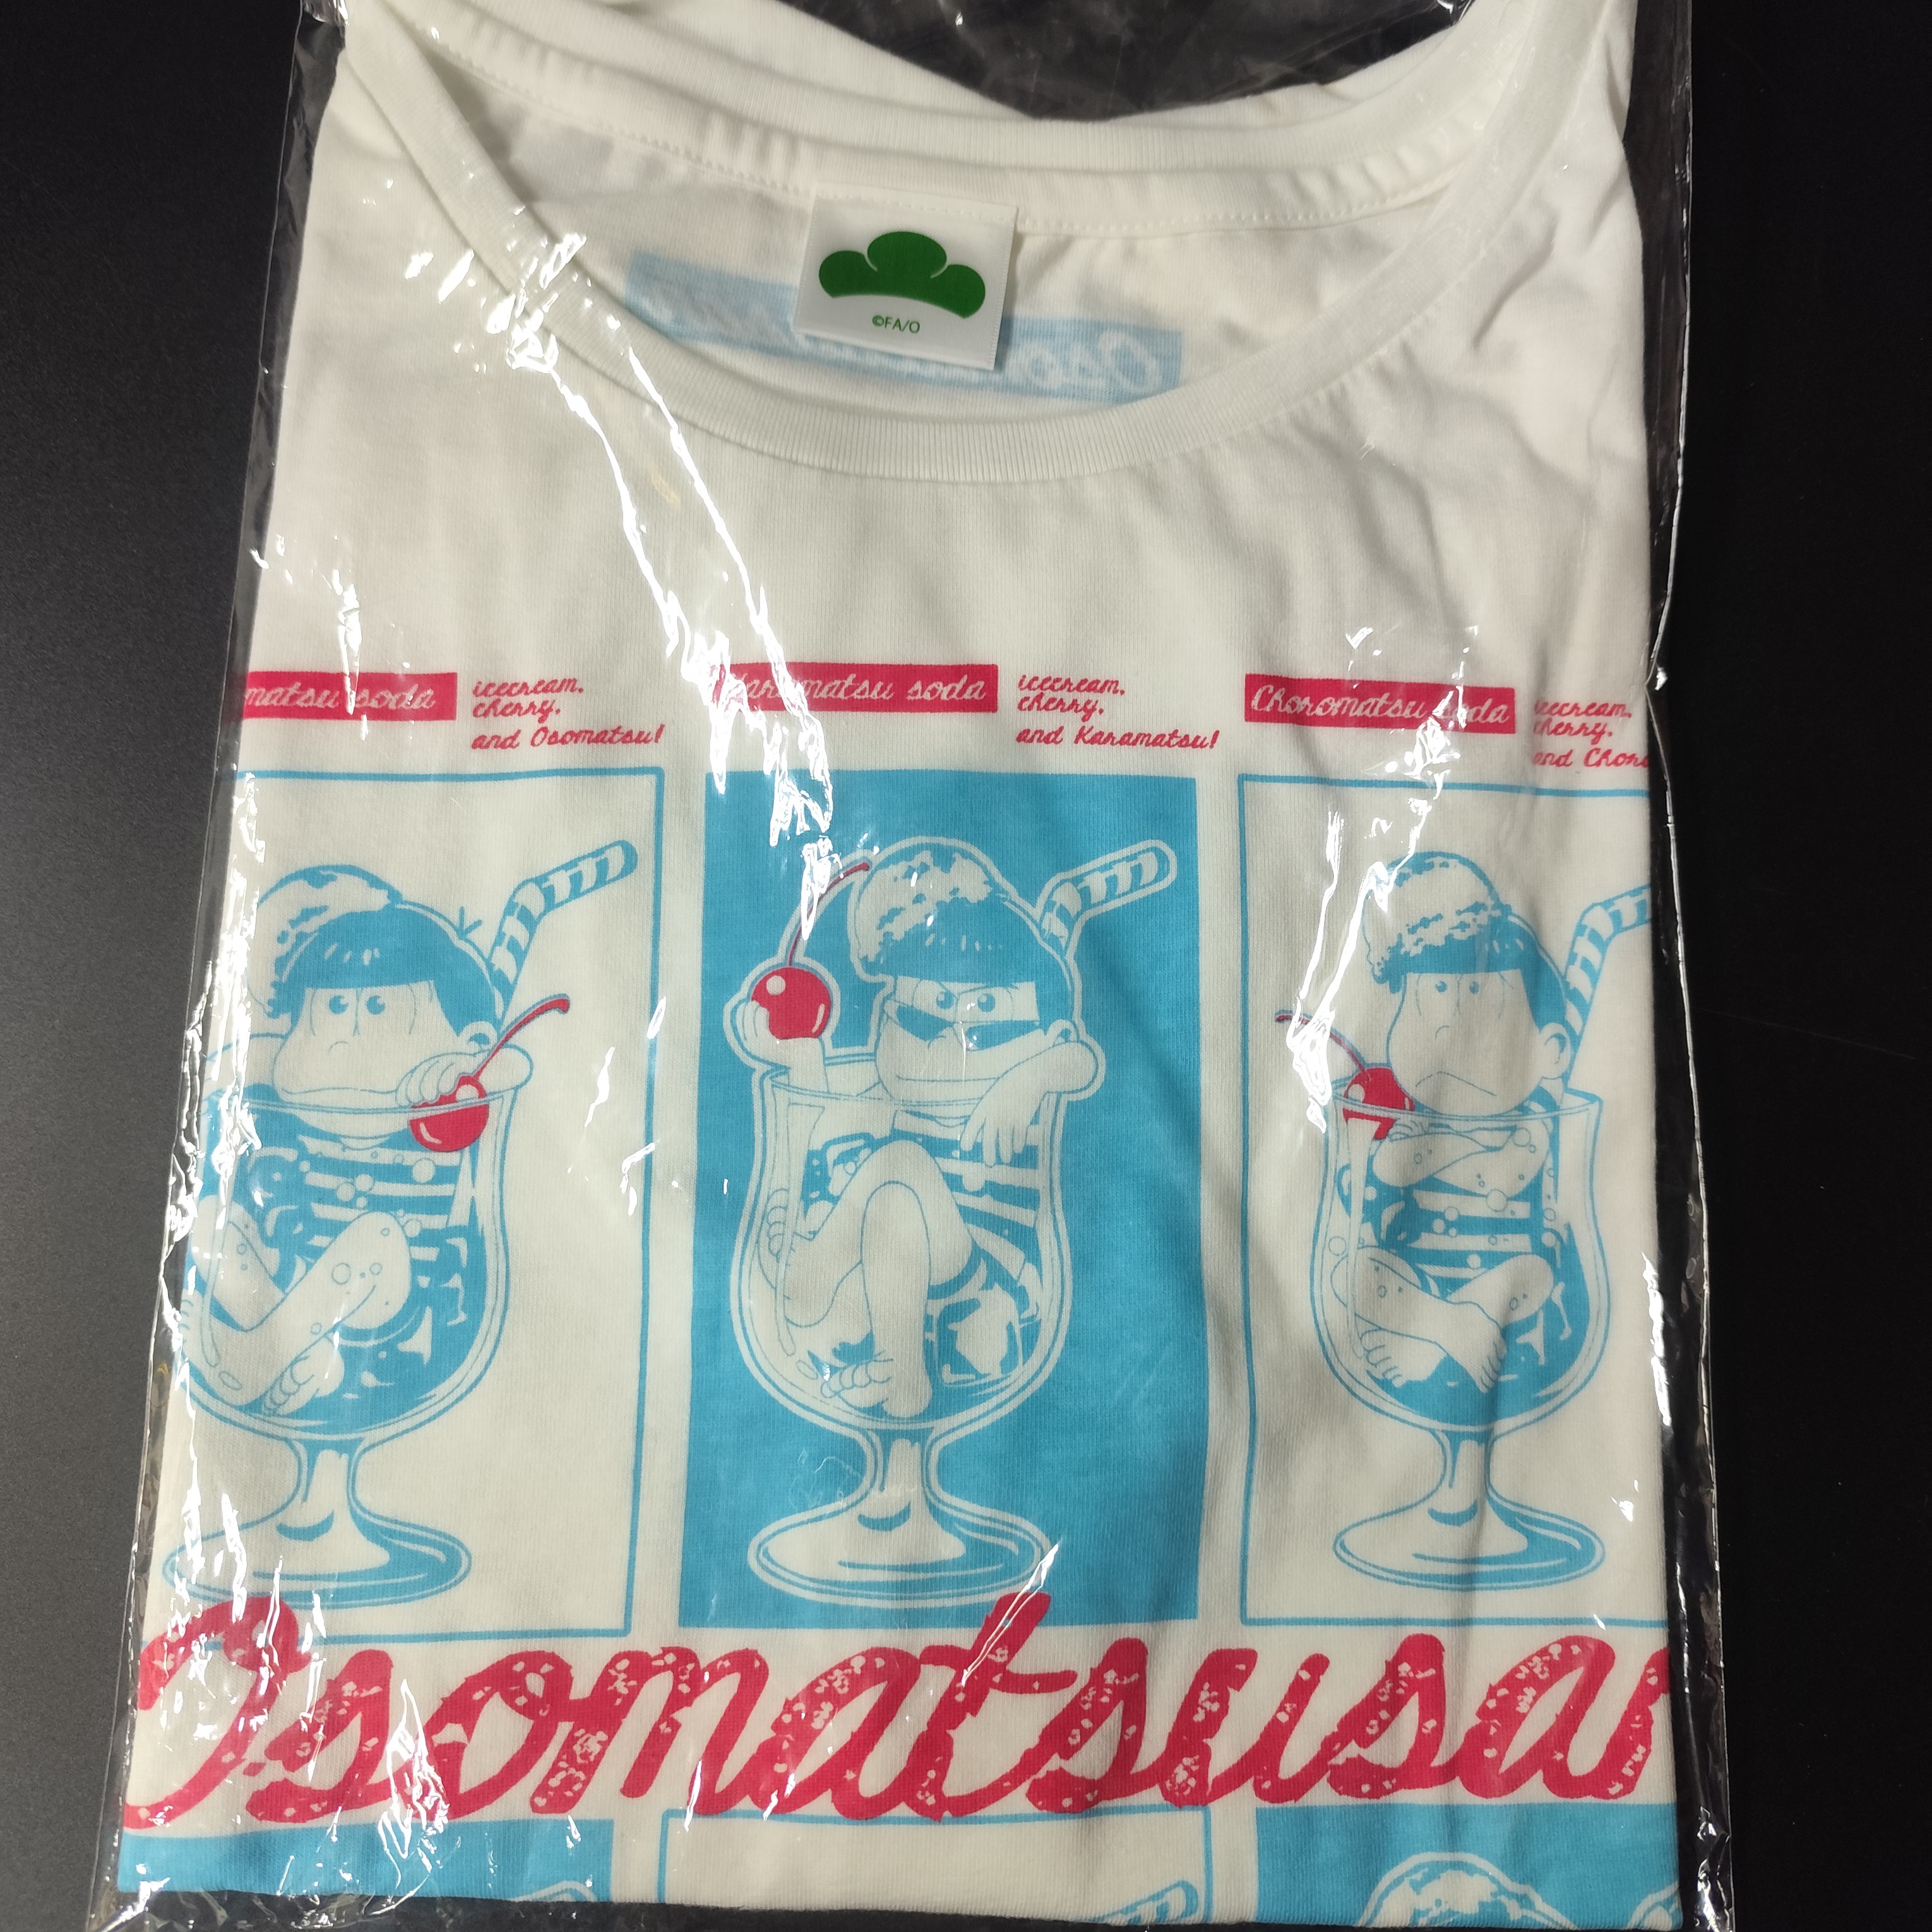 ©FA/O
matsu soda
icecream.
cherry.
and Osomatsu!
Karamatsu soda
icecream.
cherry.
and Karamatsu!
Choromatsu soda
icecream.
cherry.
and Choro
Osomatsusa